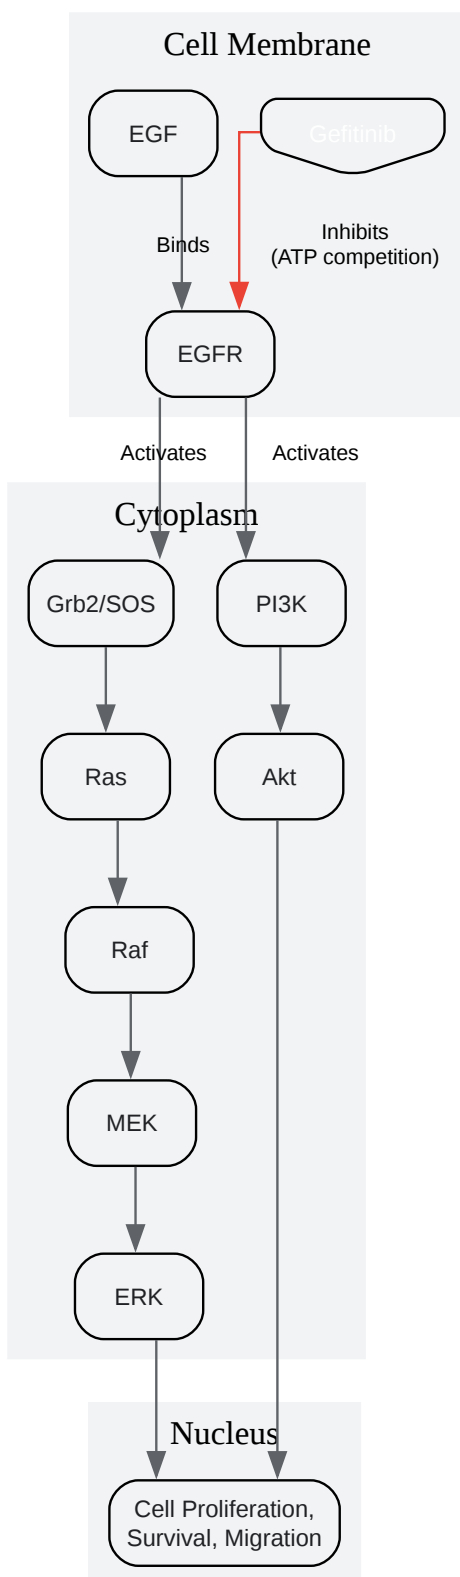 Cell Membrane
EGF
Gefitinib
Binds
Inhibits
(ATP competition)
EGFR
Activates
Activates
Cytoplasm
Grb2/SOS
PI3K
Ras
Akt
Raf
MEK
ERK
Nucleus
Cell Proliferation,
Survival, Migration